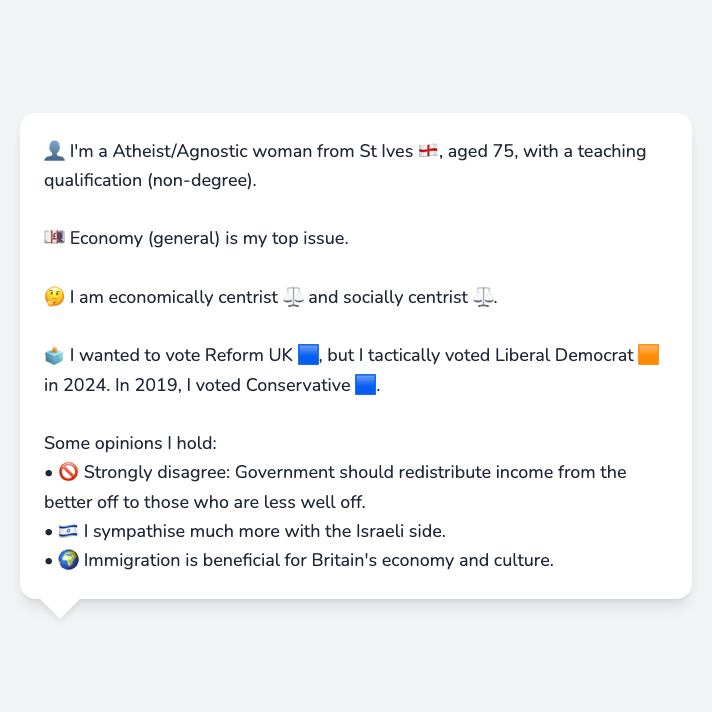 👤 I'm a Atheist/Agnostic woman from St Ives 🏴󠁧󠁢󠁥󠁮󠁧󠁿, aged 75, with a teaching
qualification (non-degree).
💷 Economy (general) is my top issue.
🤔 I am economically centrist ⚖️ and socially centrist ⚖️.
🗳️ I wanted to vote Reform UK 🟦, but I tactically voted Liberal Democrat 🟧
in 2024. In 2019, I voted Conservative 🟦.
Some opinions I hold:
• 🚫 Strongly disagree: Government should redistribute income from the
better off to those who are less well off.
• 🇮🇱 I sympathise much more with the Israeli side.
• 🌍 Immigration is beneficial for Britain's economy and culture.